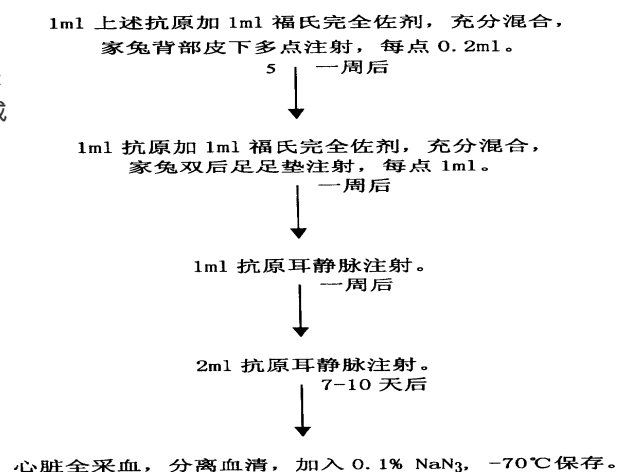 1ml 上述抗原加 1ml 福氏完全佐剂，充分混合，
家兔背部皮下多点注射，每点 0.2ml。
5 一周后
1ml 抗原加 1ml 福氏完全佐剂，充分混合，
家兔双后足足垫注射，每点 1ml。
一周后
1ml 抗原耳静脉注射。
一周后
2ml 抗原耳静脉注射。
7-10 天后
心脏全采血，分离血清，加入 0.1% NaN₃, -70℃保存。